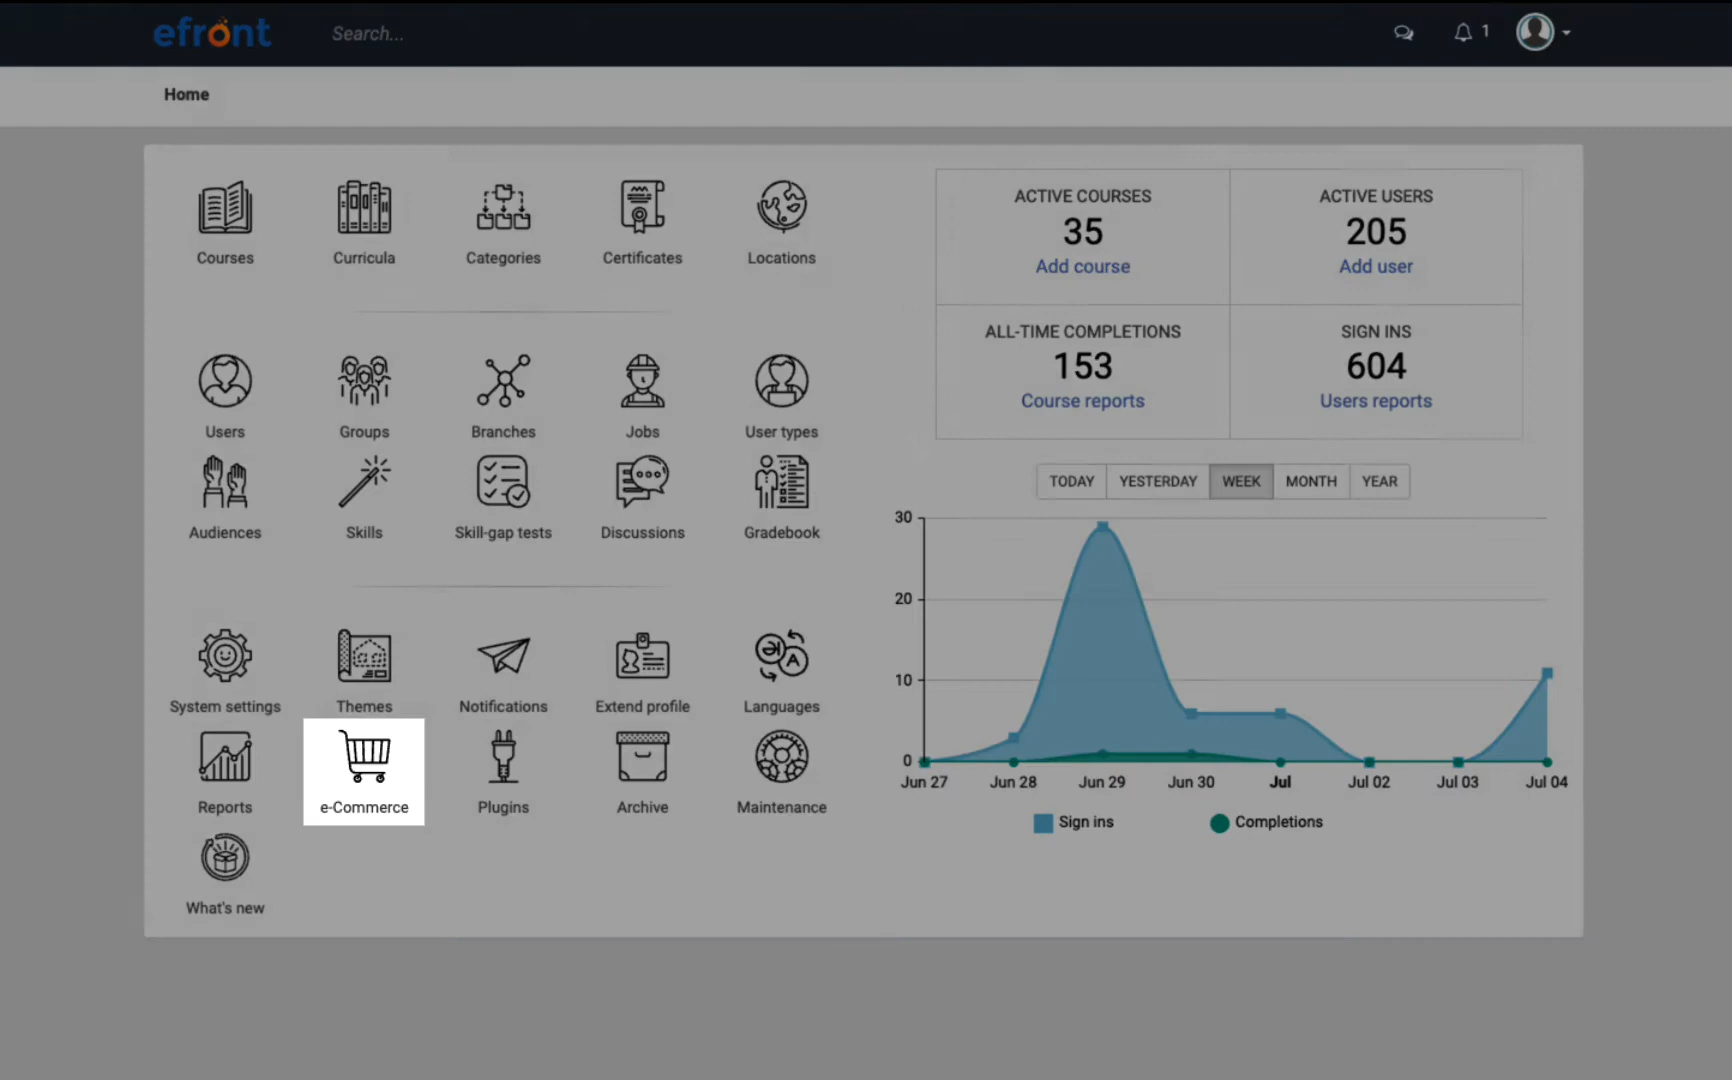 efront
Search...
1
Home
Courses
Curricula
Categories
Certificates
Locations
Users
Groups
Branches
Jobs
User types
Audiences
Skills
Skill-gap tests
Discussions
Gradebook
System settings
Themes
Notifications
Extend profile
Languages
Reports
e-Commerce
Plugins
Archive
Maintenance
What's new
ACTIVE COURSES
35
Add course
ACTIVE USERS
205
Add user
ALL-TIME COMPLETIONS
153
Course reports
SIGN INS
604
Users reports
TODAY YESTERDAY WEEK MONTH YEAR
30
20
10
0
Jun 27 Jun 28 Jun 29 Jun 30 Jul Jul 02 Jul 03 Jul 04
Sign ins Completions